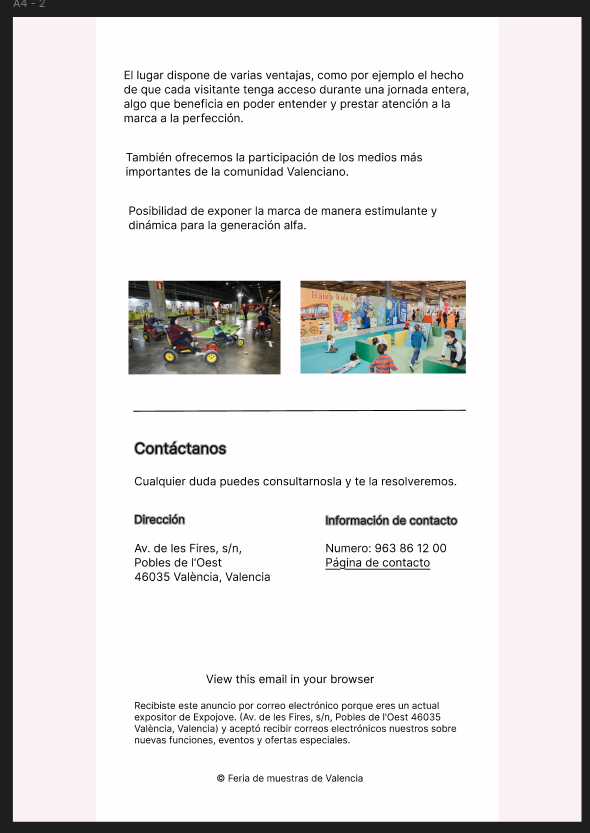 A4 - 2
El lugar dispone de varias ventajas, como por ejemplo el hecho
de que cada visitante tenga acceso durante una jornada entera,
algo que beneficia en poder entender y prestar atención a la
marca a la perfección.
También ofrecemos la participación de los medios más
importantes de la comunidad Valenciano.
Posibilidad de exponer la marca de manera estimulante y
dinámica para la generación alfa.
Contáctanos
Cualquier duda puedes consultarnosla y te la resolveremos.
Dirección
Av. de les Fires, s/n,
Pobles de l'Oest
46035 València, Valencia
Información de contacto
Numero: 963 86 12 00
Página de contacto
View this email in your browser
Recibiste este anuncio por correo electrónico porque eres un actual
expositor de Expojove. (Av. de les Fires, s/n, Pobles de l'Oest 46035
València, Valencia) y aceptó recibir correos electrónicos nuestros sobre
nuevas funciones, eventos y ofertas especiales.
© Feria de muestras de Valencia